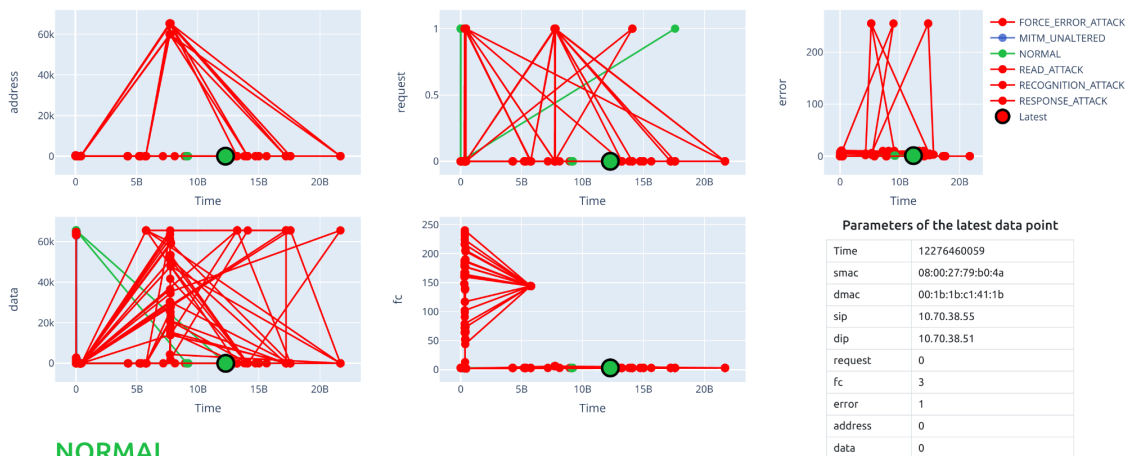 60k
40k
20k
0
address
0
5B
10B
15B
20B
Time
1
0.5
0
request
0
5B
10B
15B
20B
Time
200
100
0
error
0
10B
20B
Time
FORCE_ERROR_ATTACK
MITM_UNALTERED
NORMAL
READ_ATTACK
RECOGNITION_ATTACK
RESPONSE_ATTACK
Latest
60k
40k
20k
0
data
0
5B
10B
15B
20B
Time
250
200
150
100
50
0
fc
0
5B
10B
15B
20B
Time
Parameters of the latest data point
Time 12276460059
smac 08:00:27:79:b0:4a
dmac 00:1b:1b:c1:41:1b
sip 10.70.38.55
dip 10.70.38.51
request 0
fc 3
error 1
address 0
data 0
NORMAL